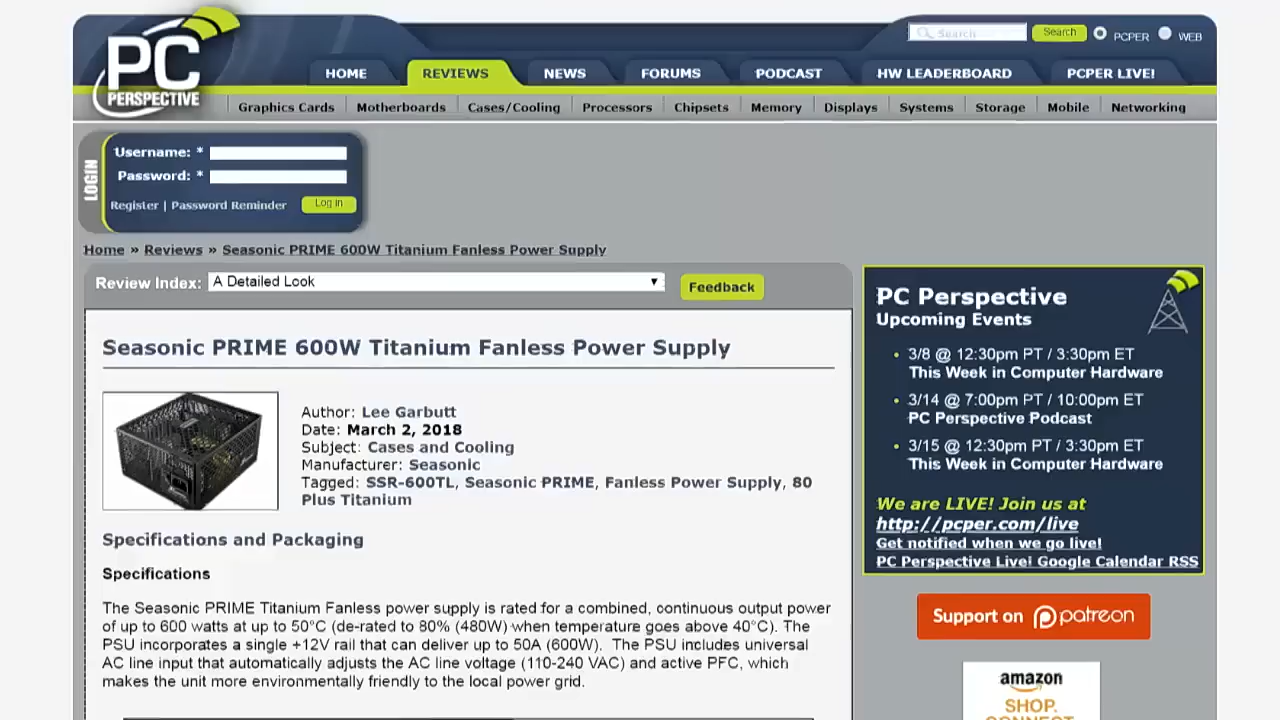 PC PERSPECTIVE
Search
Search
PCPER
WEB
HOME
REVIEWS
NEWS
FORUMS
PODCAST
HW LEADERBOARD
PCPER LIVE!
Graphics Cards
Motherboards
Cases/Cooling
Processors
Chipsets
Memory
Displays
Systems
Storage
Mobile
Networking
LOGIN
Username: *
Password: *
Register | Password Reminder
Log in
Home » Reviews » Seasonic PRIME 600W Titanium Fanless Power Supply
Review Index:
A Detailed Look
Feedback
Seasonic PRIME 600W Titanium Fanless Power Supply
Author: Lee Garbutt
Date: March 2, 2018
Subject: Cases and Cooling
Manufacturer: Seasonic
Tagged: SSR-600TL, Seasonic PRIME, Fanless Power Supply, 80
Plus Titanium
Specifications and Packaging
Specifications
The Seasonic PRIME Titanium Fanless power supply is rated for a combined, continuous output power
of up to 600 watts at up to 50°C (de-rated to 80% (480W) when temperature goes above 40°C). The
PSU incorporates a single +12V rail that can deliver up to 50A (600W). The PSU includes universal
AC line input that automatically adjusts the AC line voltage (110-240 VAC) and active PFC, which
makes the unit more environmentally friendly to the local power grid.
PC Perspective
Upcoming Events
• 3/8 @ 12:30pm PT / 3:30pm ET
This Week in Computer Hardware
• 3/14 @ 7:00pm PT / 10:00pm ET
PC Perspective Podcast
• 3/15 @ 12:30pm PT / 3:30pm ET
This Week in Computer Hardware
We are LIVE! Join us at
http://pcper.com/live
Get notified when we go live!
PC Perspective Live! Google Calendar RSS
Support on patreon
amazon
SHOP.
CONNECT